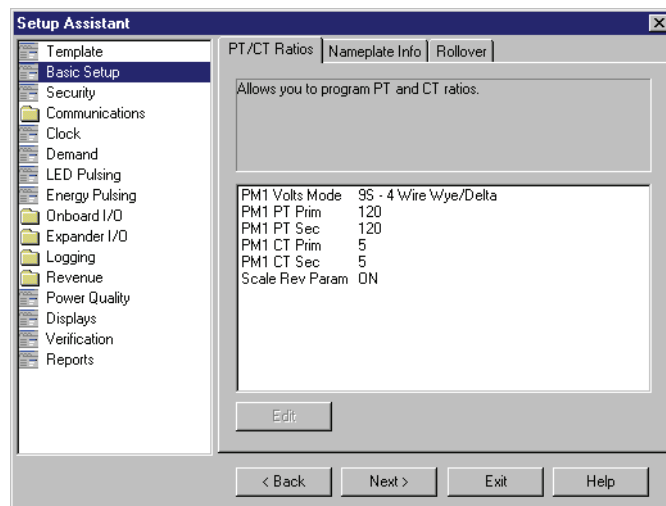 Setup Assistant
Template
Basic Setup
Security
Communications
Clock
Demand
LED Pulsing
Energy Pulsing
Onboard I/O
Expander I/O
Logging
Revenue
Power Quality
Displays
Verification
Reports
PT/CT Ratios Nameplate Info Rollover
Allows you to program PT and CT ratios.
PM1 Volts Mode 9S - 4 Wire Wye/Delta
PM1 PT Prim 120
PM1 PT Sec 120
PM1 CT Prim 5
PM1 CT Sec 5
Scale Rev Param ON
Edit
< Back Next > Exit Help